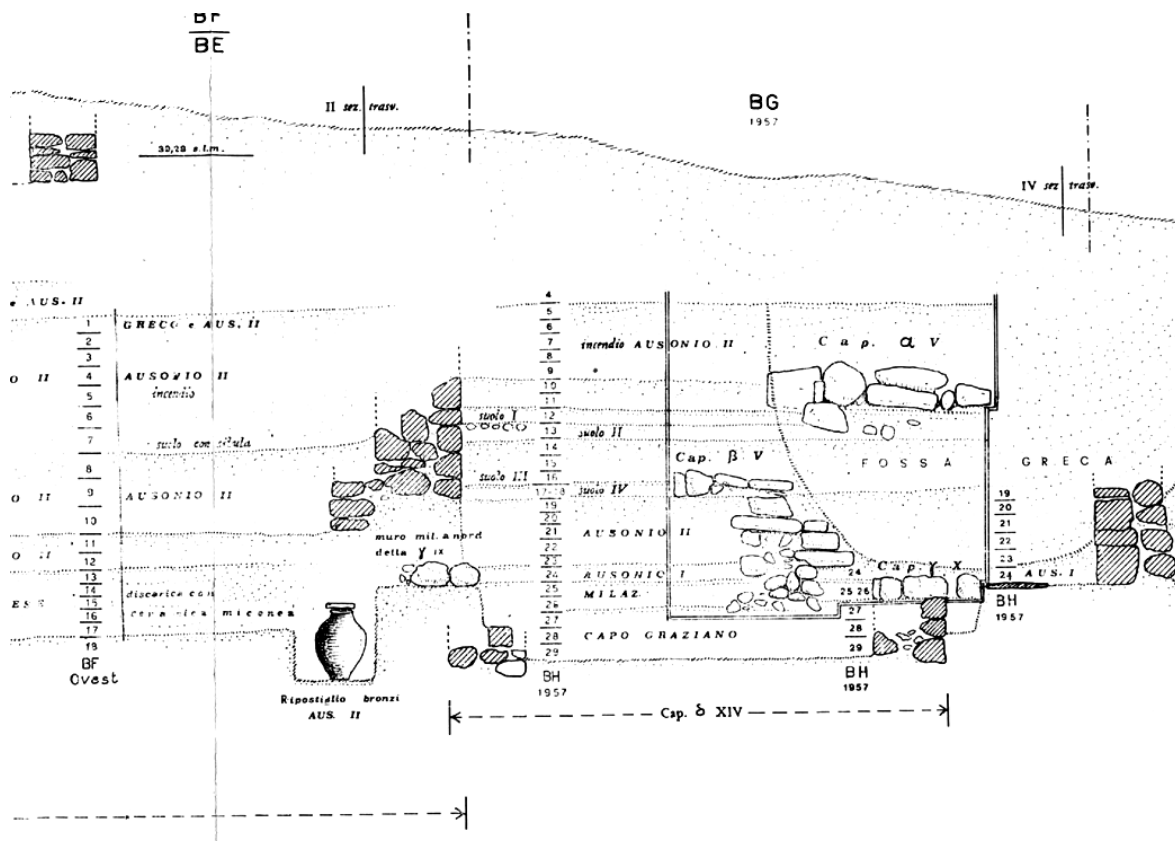 BF
BE
II sez. trasv.
BG
1957
30,28 s.l.m.
IV sez trasv.
e AUS. II
1
2
3
4
5
6
7
8
9
10
11
12
13
14
15
16
17
18
BF
Ovest
GRECO e AUS. II
O II
AUSONIO II
incendio
suolo con situla
O II
AUSONIO II
O II
discarica con
ceramica micenea
ESE
muro mil. a nord
della γ IX
Ripostiglio bronzi
AUS. II
4
5
6
7
8
9
10
11
12
13
14
15
16
17-18
19
20
21
22
23
24
25
26
27
28
29
BH
1957
incendio AUSONIO II
suolo I
suolo II
suolo III
suolo IV
Cap. α V
Cap. β V
FOSSA GRECA
AUSONIO II
AUSONIO I
MILAZ.
CAPO GRAZIANO
Cap. γ X
24
25 26
27
28
29
BH
1957
19
20
21
22
23
24
AUS. I
BH
1957
Cap. δ XIV